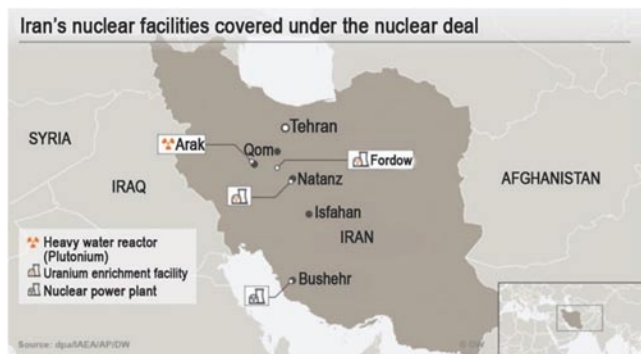 Iran's nuclear facilities covered under the nuclear deal
Tehran
SYRIA
Arak
Qom
Fordow
IRAQ
Natanz
AFGHANISTAN
Isfahan
IRAN
Heavy water reactor
(Plutonium)
Uranium enrichment facility
Nuclear power plant
Bushehr
Source: dpa/IAEA/AP/DW
© DW